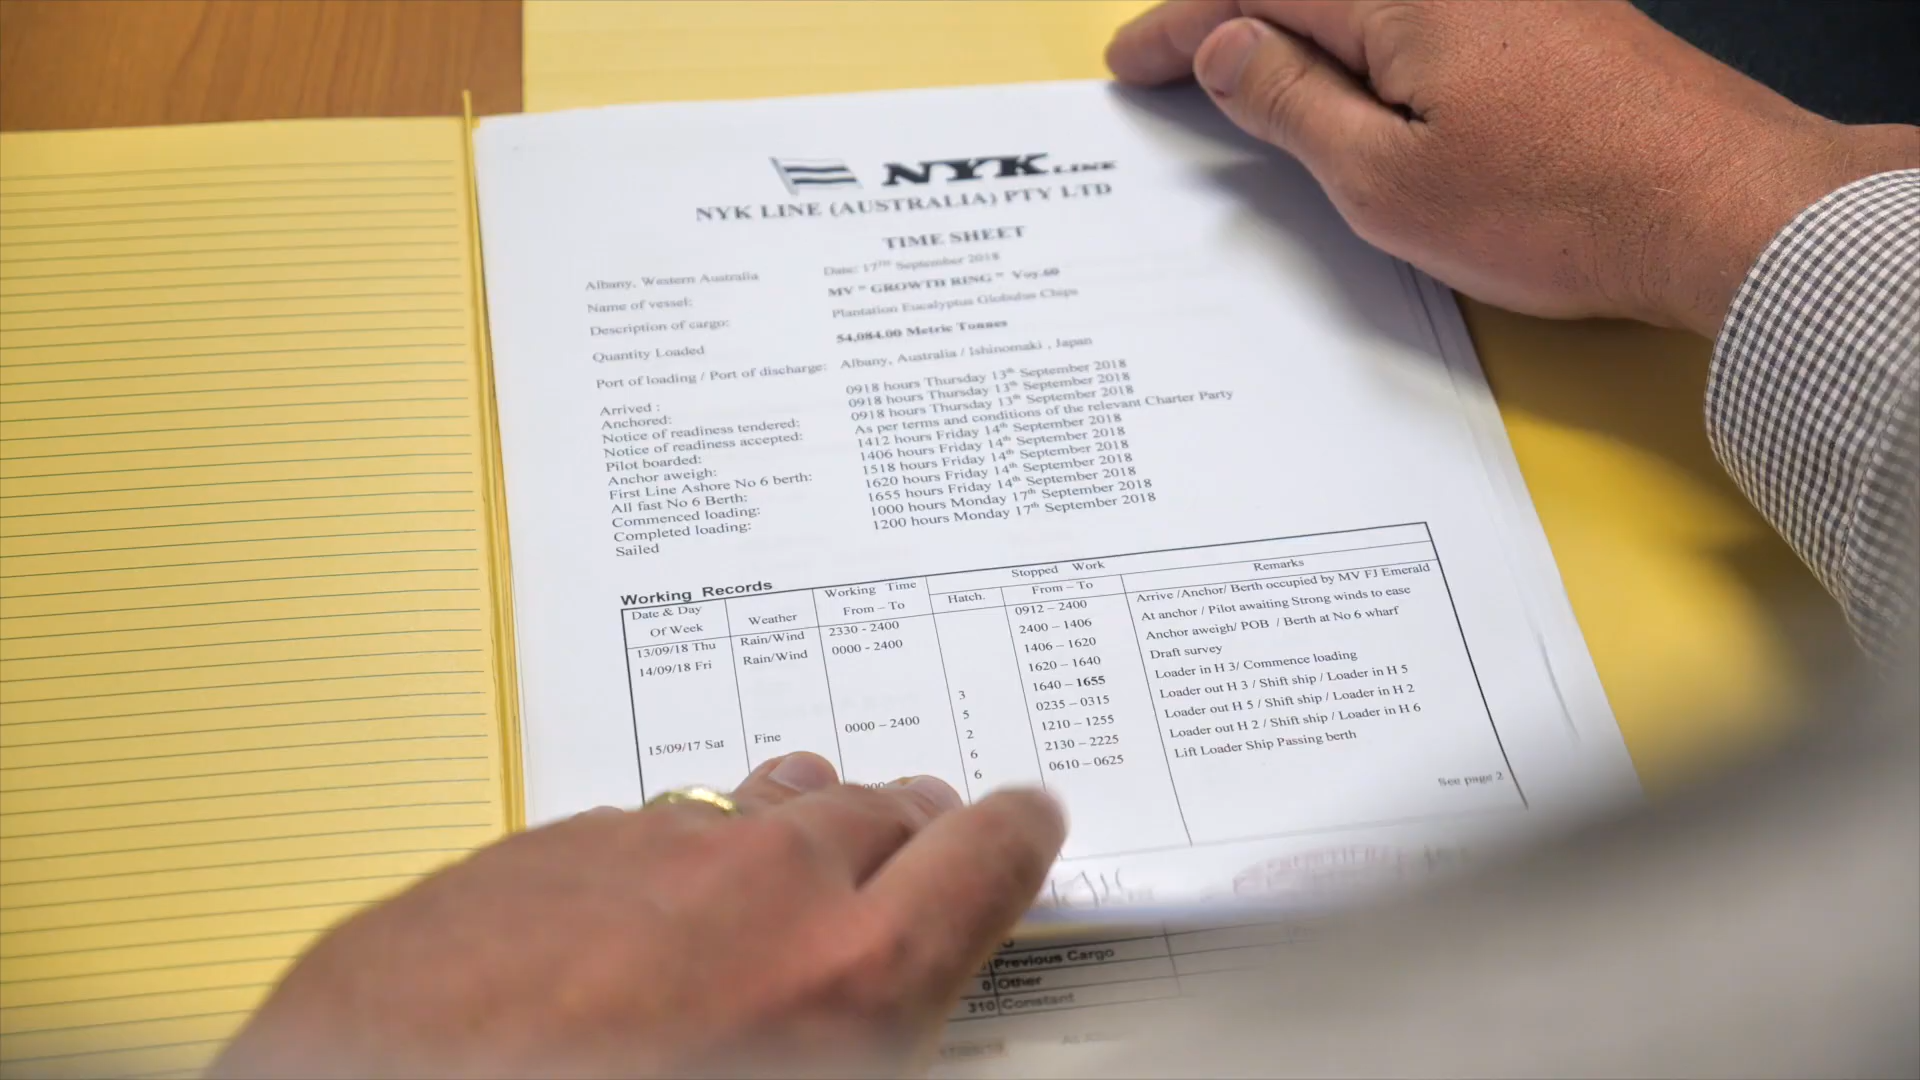 NYK LINE
NYK LINE (AUSTRALIA) PTY LTD
TIME SHEET
Albany, Western Australia Date: 17TH September 2018
Name of vessel: MV " GROWTH RING " Voy.60
Description of cargo: Plantation Eucalyptus Globulus Chips
Quantity Loaded 54,084.00 Metric Tonnes
Port of loading / Port of discharge: Albany, Australia / Ishinomaki , Japan
Arrived : 0918 hours Thursday 13th September 2018
Anchored: 0918 hours Thursday 13th September 2018
Notice of readiness tendered: 0918 hours Thursday 13th September 2018
Notice of readiness accepted: As per terms and conditions of the relevant Charter Party
Pilot boarded: 1412 hours Friday 14th September 2018
Anchor aweigh: 1406 hours Friday 14th September 2018
First Line Ashore No 6 berth: 1518 hours Friday 14th September 2018
All fast No 6 Berth: 1620 hours Friday 14th September 2018
Commenced loading: 1655 hours Friday 14th September 2018
Completed loading: 1000 hours Monday 17th September 2018
Sailed 1200 hours Monday 17th September 2018
Working Records
Date & Day Of Week Weather Working Time From – To Hatch. Stopped Work From – To Remarks
13/09/18 Thu Rain/Wind 2330 - 2400 0912 – 2400 Arrive /Anchor/ Berth occupied by MV FJ Emerald
14/09/18 Fri Rain/Wind 0000 - 2400 2400 – 1406 At anchor / Pilot awaiting Strong winds to ease
1406 – 1620 Anchor aweigh/ POB / Berth at No 6 wharf
1620 – 1640 Draft survey
3 1640 – 1655 Loader in H 3/ Commence loading
15/09/17 Sat Fine 0000 – 2400 5 0235 – 0315 Loader out H 3 / Shift ship / Loader in H 5
2 1210 – 1255 Loader out H 5 / Shift ship / Loader in H 2
6 2130 – 2225 Loader out H 2 / Shift ship / Loader in H 6
6 0610 – 0625 Lift Loader Ship Passing berth
See page 2
Previous Cargo
0 Other
310 Constant